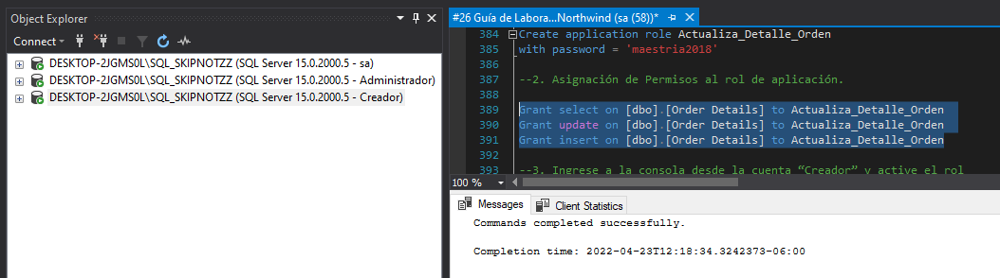 Object Explorer
Connect
DESKTOP-2JGMS0L\SQL_SKIPNOTZZ (SQL Server 15.0.2000.5 - sa)
DESKTOP-2JGMS0L\SQL_SKIPNOTZZ (SQL Server 15.0.2000.5 - Administrador)
DESKTOP-2JGMS0L\SQL_SKIPNOTZZ (SQL Server 15.0.2000.5 - Creador)
#26 Guía de Labora...Northwind (sa (58))*
384 Create application role Actualiza_Detalle_Orden
385 with password = 'maestria2018'
386
387 --2. Asignación de Permisos al rol de aplicación.
388
389 Grant select on [dbo].[Order Details] to Actualiza_Detalle_Orden
390 Grant update on [dbo].[Order Details] to Actualiza_Detalle_Orden
391 Grant insert on [dbo].[Order Details] to Actualiza_Detalle_Orden
392
393 --3. Ingrese a la consola desde la cuenta “Creador” y active el rol
100 %
Messages
Client Statistics
Commands completed successfully.
Completion time: 2022-04-23T12:18:34.3242373-06:00